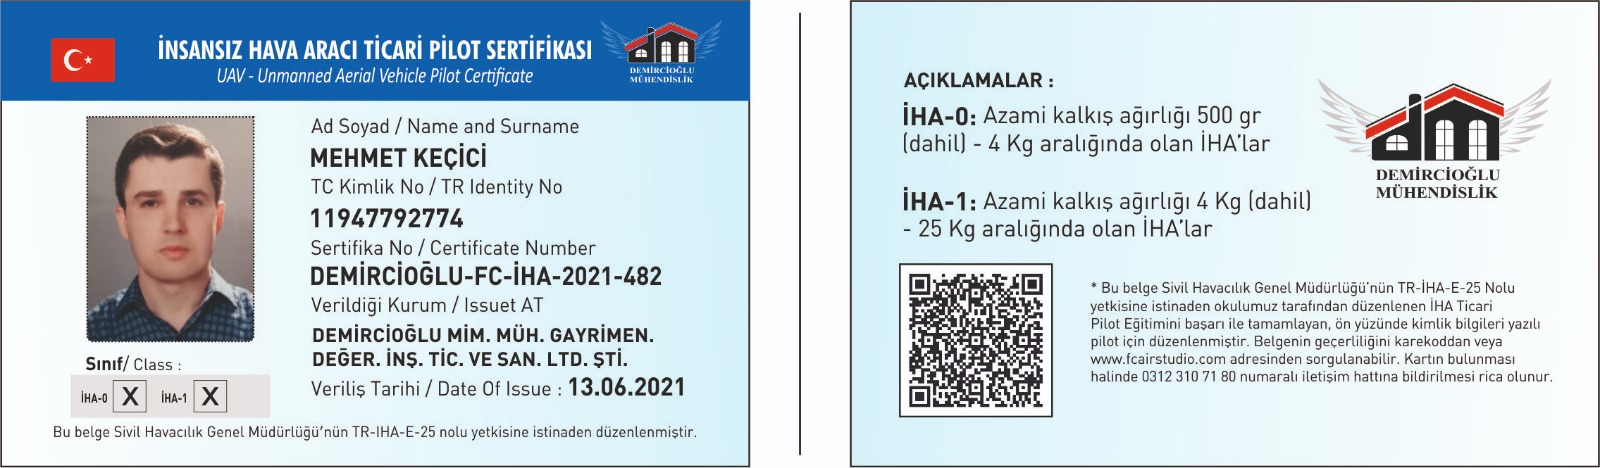 İNSANSIZ HAVA ARACI TİCARİ PİLOT SERTİFİKASI
UAV - Unmanned Aerial Vehicle Pilot Certificate
DEMİRCİOĞLU
MÜHENDİSLİK
Ad Soyad / Name and Surname
MEHMET KEÇİCİ
TC Kimlik No / TR Identity No
11947792774
Sertifika No / Certificate Number
DEMİRCİOĞLU-FC-İHA-2021-482
Verildiği Kurum / Issuet AT
DEMİRCİOĞLU MİM. MÜH. GAYRİMEN.
DEĞER. İNŞ. TİC. VE SAN. LTD. ŞTİ.
Veriliş Tarihi / Date Of Issue : 13.06.2021
Sınıf/ Class :
İHA-0 X İHA-1 X
Bu belge Sivil Havacılık Genel Müdürlüğü'nün TR-IHA-E-25 nolu yetkisine istinaden düzenlenmiştir.
AÇIKLAMALAR :
İHA-0: Azami kalkış ağırlığı 500 gr
(dahil) - 4 Kg aralığında olan İHA'lar
İHA-1: Azami kalkış ağırlığı 4 Kg (dahil)
- 25 Kg aralığında olan İHA'lar
DEMİRCİOĞLU
MÜHENDİSLİK
* Bu belge Sivil Havacılık Genel Müdürlüğü'nün TR-İHA-E-25 Nolu
yetkisine istinaden okulumuz tarafından düzenlenen İHA Ticari
Pilot Eğitimini başarı ile tamamlayan, ön yüzünde kimlik bilgileri yazılı
pilot için düzenlenmiştir. Belgenin geçerliliğini karekoddan veya
www.fcairstudio.com adresinden sorgulanabilir. Kartın bulunması
halinde 0312 310 71 80 numaralı iletişim hattına bildirilmesi rica olunur.